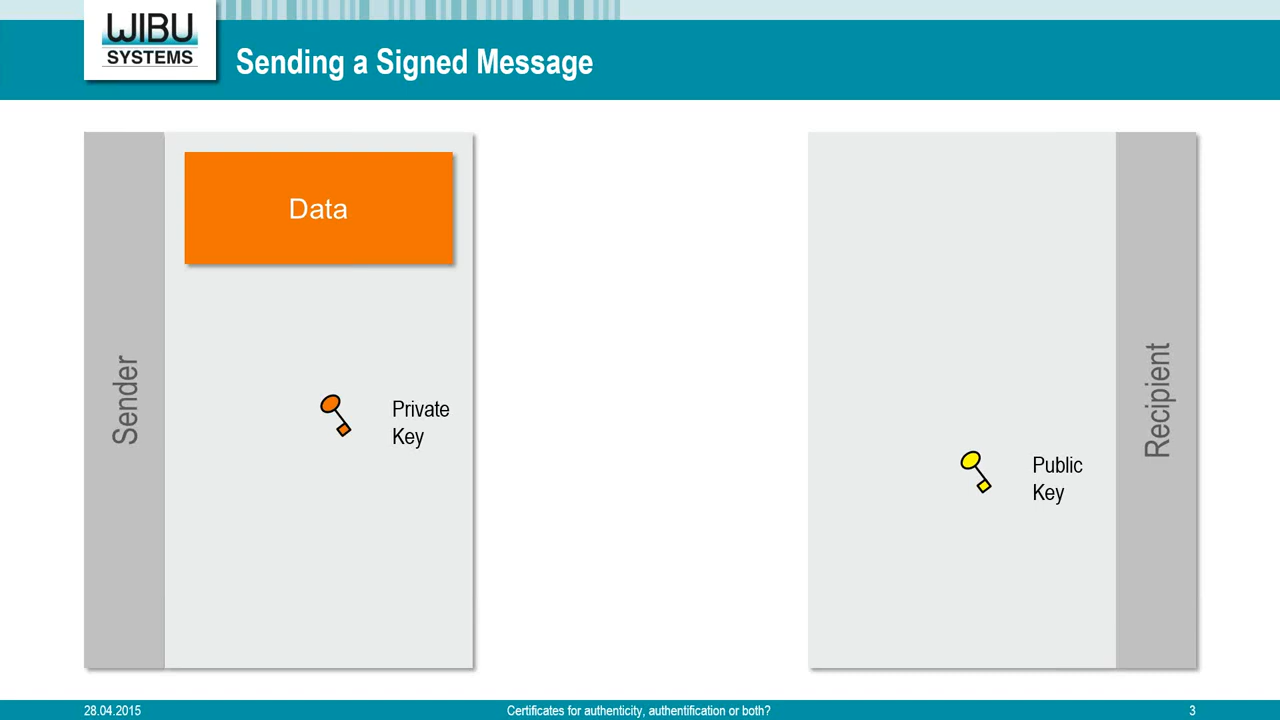 WIBU
SYSTEMS
Sending a Signed Message
Data
Sender
Private
Key
Recipient
Public
Key
28.04.2015
Certificates for authenticity, authentification or both?
3